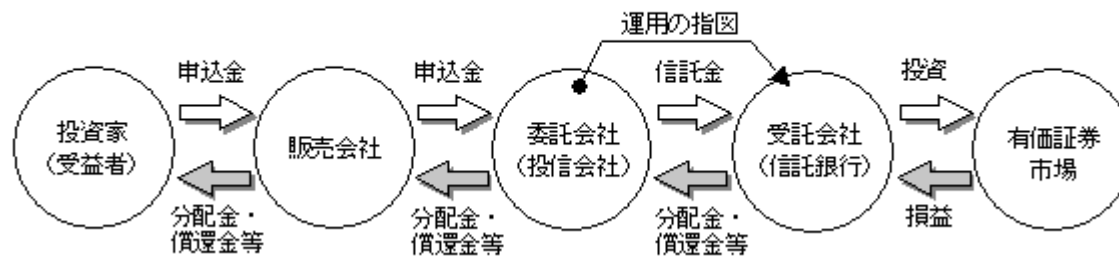 運用の指図
申込金
申込金
信託金
投資
投資家
(受益者)
販売会社
委託会社
(投信会社)
受託会社
(信託銀行)
有価証券
市場
分配金・
償還金等
分配金・
償還金等
分配金・
償還金等
損益